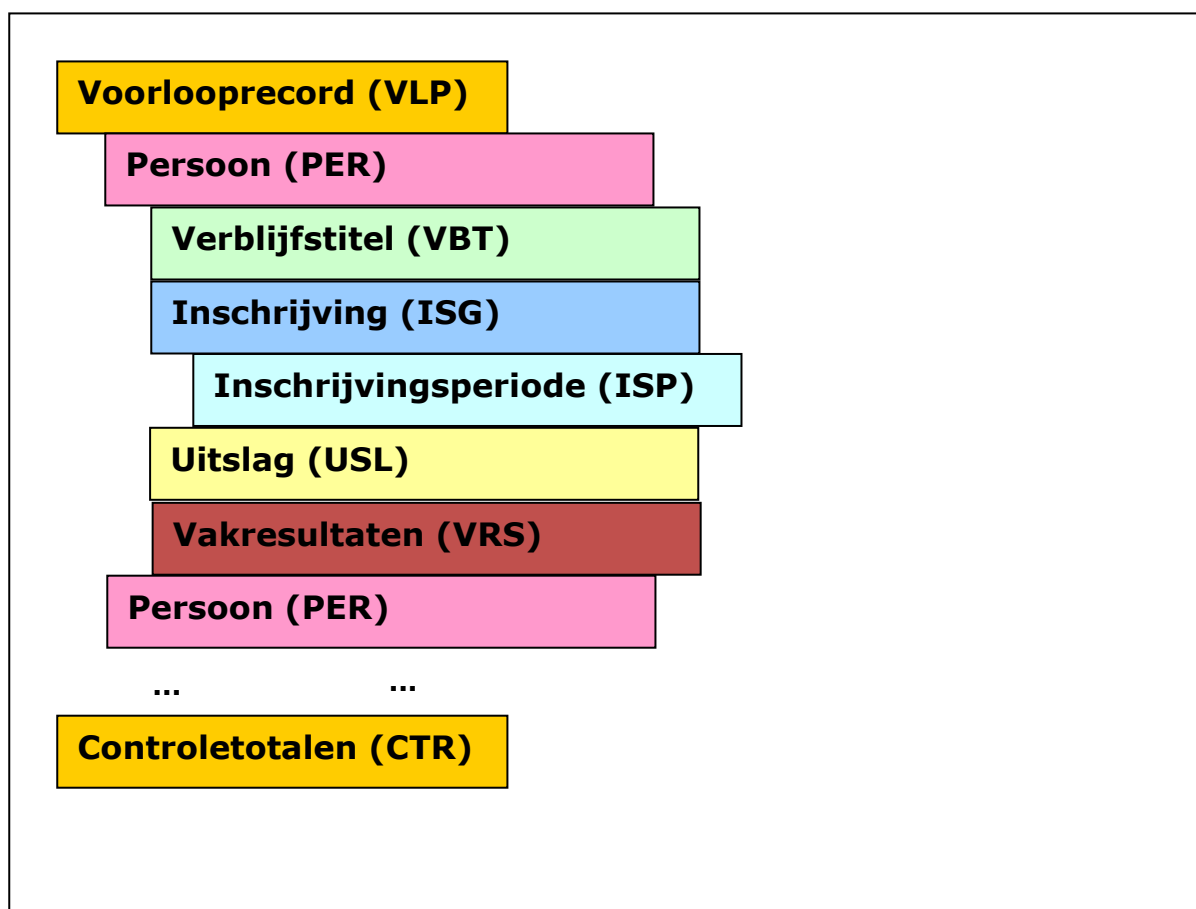 Voorlooprecord (VLP)
Persoon (PER)
Verblijfstitel (VBT)
Inschrijving (ISG)
Inschrijvingsperiode (ISP)
Uitslag (USL)
Vakresultaten (VRS)
Persoon (PER)
... ...
Controletotalen (CTR)